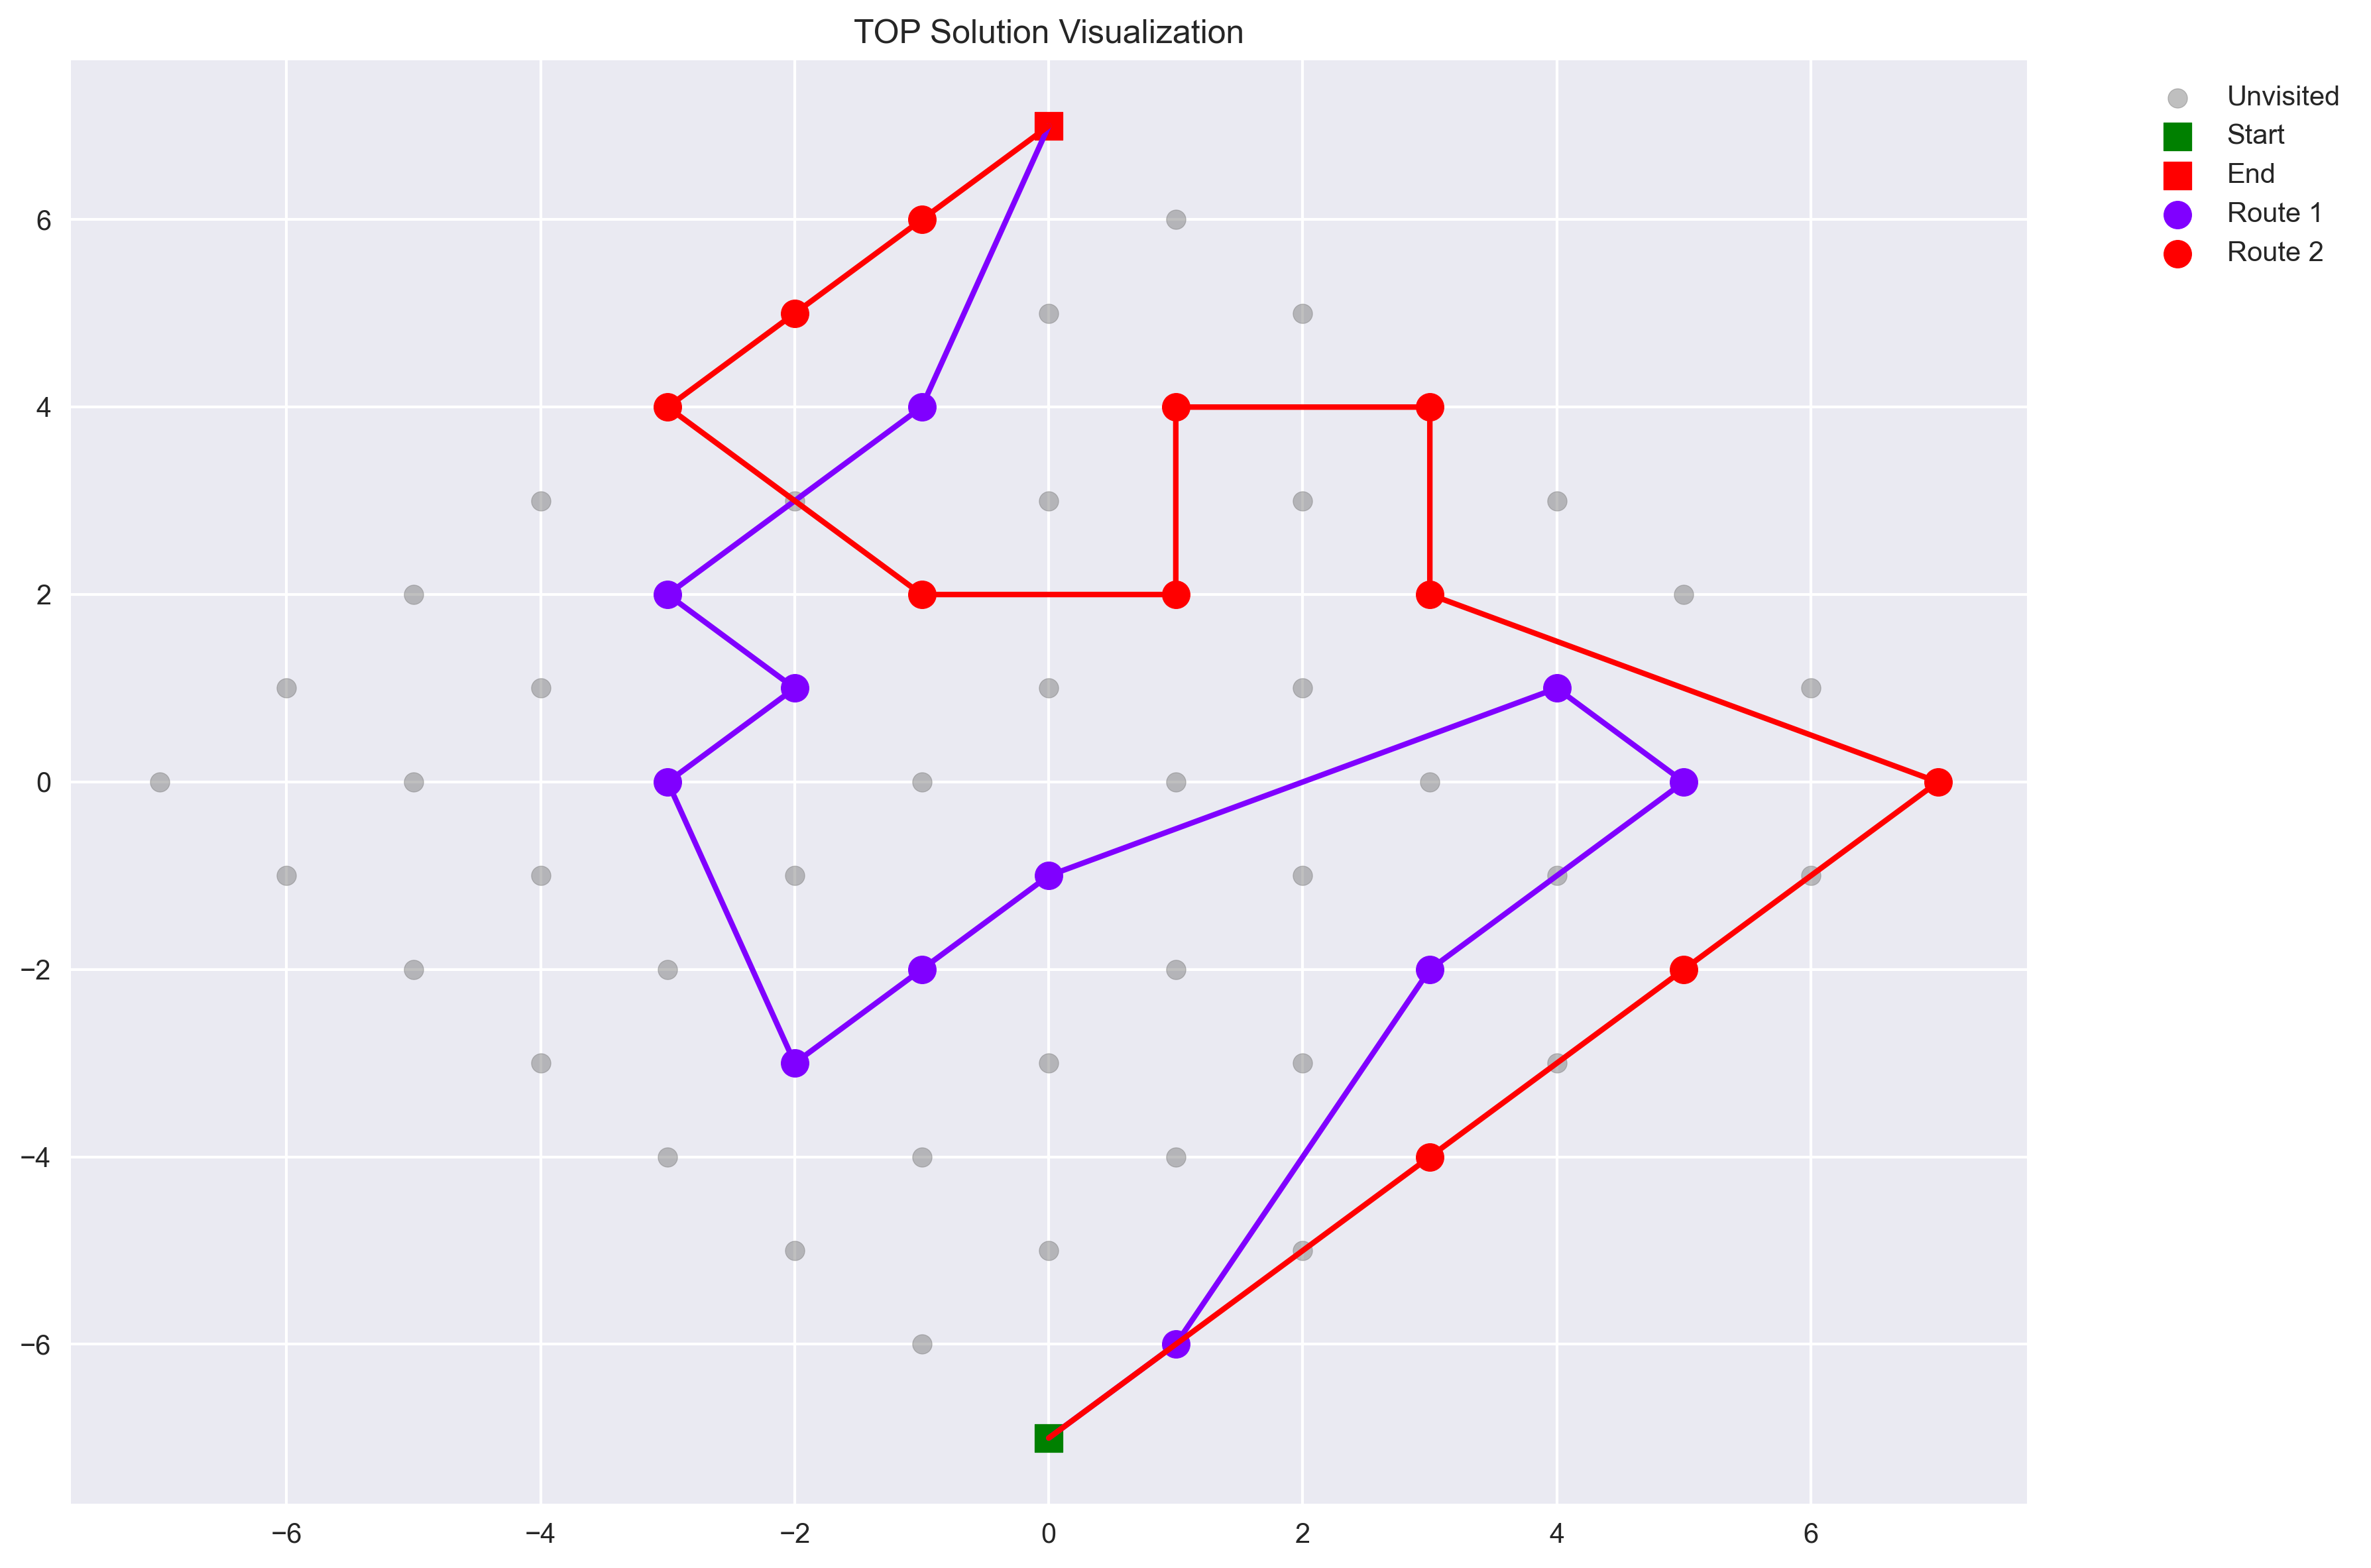 TOP Solution Visualization
Unvisited
Start
End
Route 1
Route 2
6
4
2
0
−2
−4
−6
−6 −4 −2 0 2 4 6